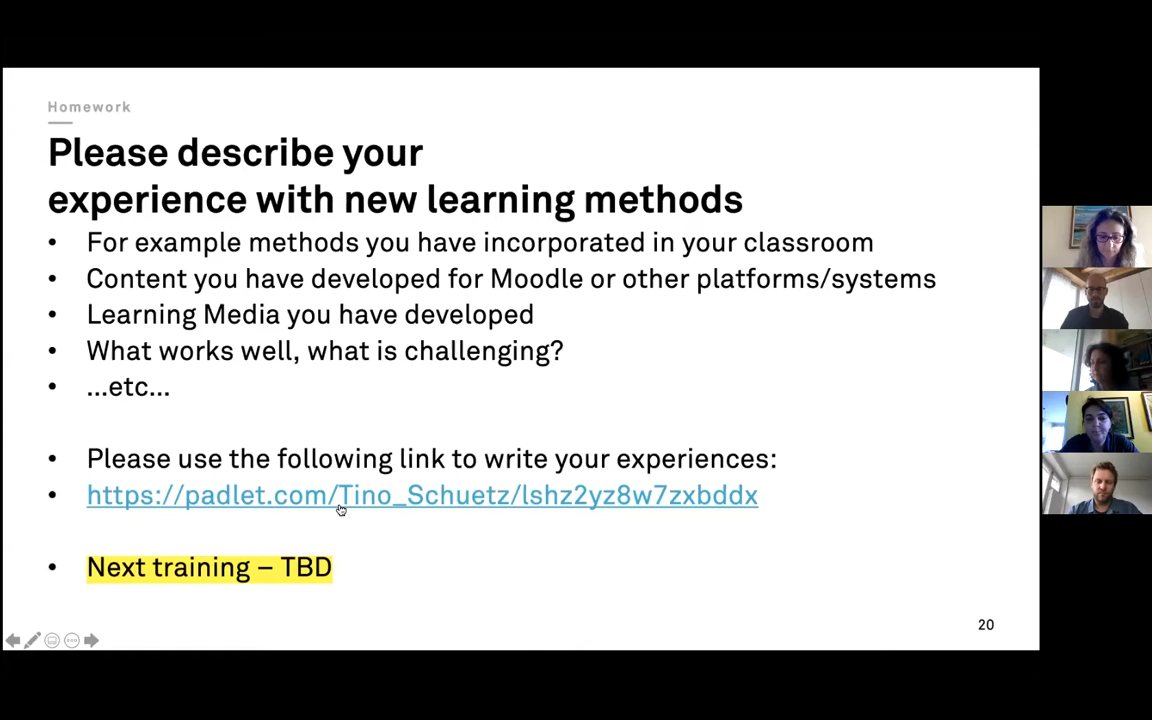 Homework
Please describe your
experience with new learning methods
• For example methods you have incorporated in your classroom
• Content you have developed for Moodle or other platforms/systems
• Learning Media you have developed
• What works well, what is challenging?
• ...etc...
• Please use the following link to write your experiences:
• https://padlet.com/Tino_Schuetz/lshz2yz8w7zxbddx
• Next training – TBD
20